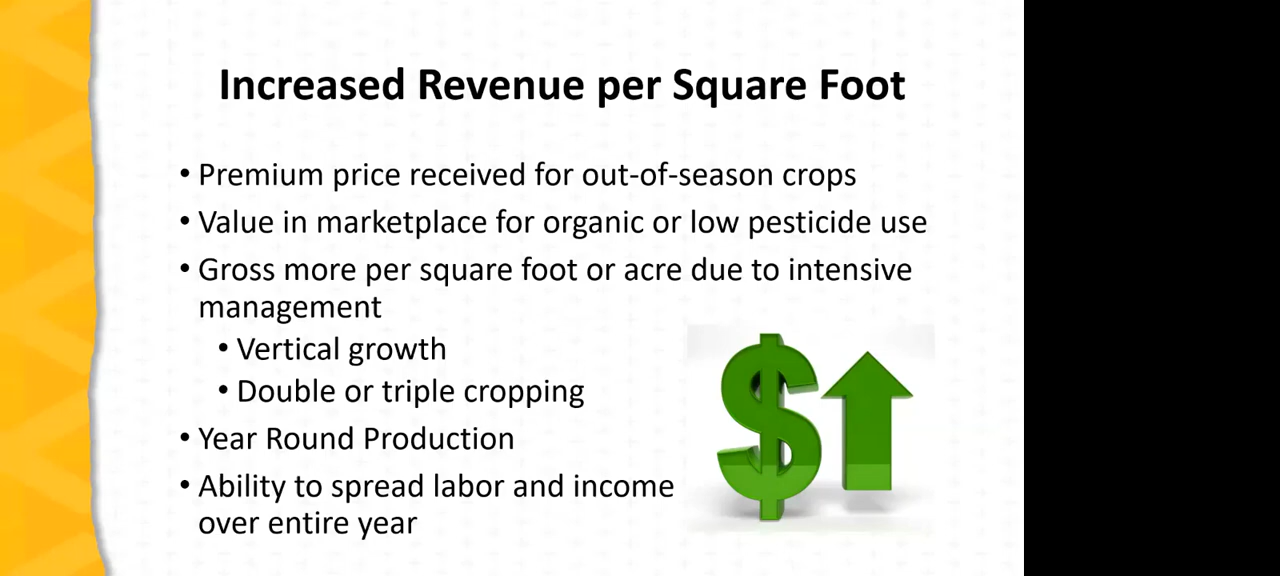 Increased Revenue per Square Foot
• Premium price received for out-of-season crops
• Value in marketplace for organic or low pesticide use
• Gross more per square foot or acre due to intensive
management
• Vertical growth
• Double or triple cropping
• Year Round Production
• Ability to spread labor and income
over entire year
$